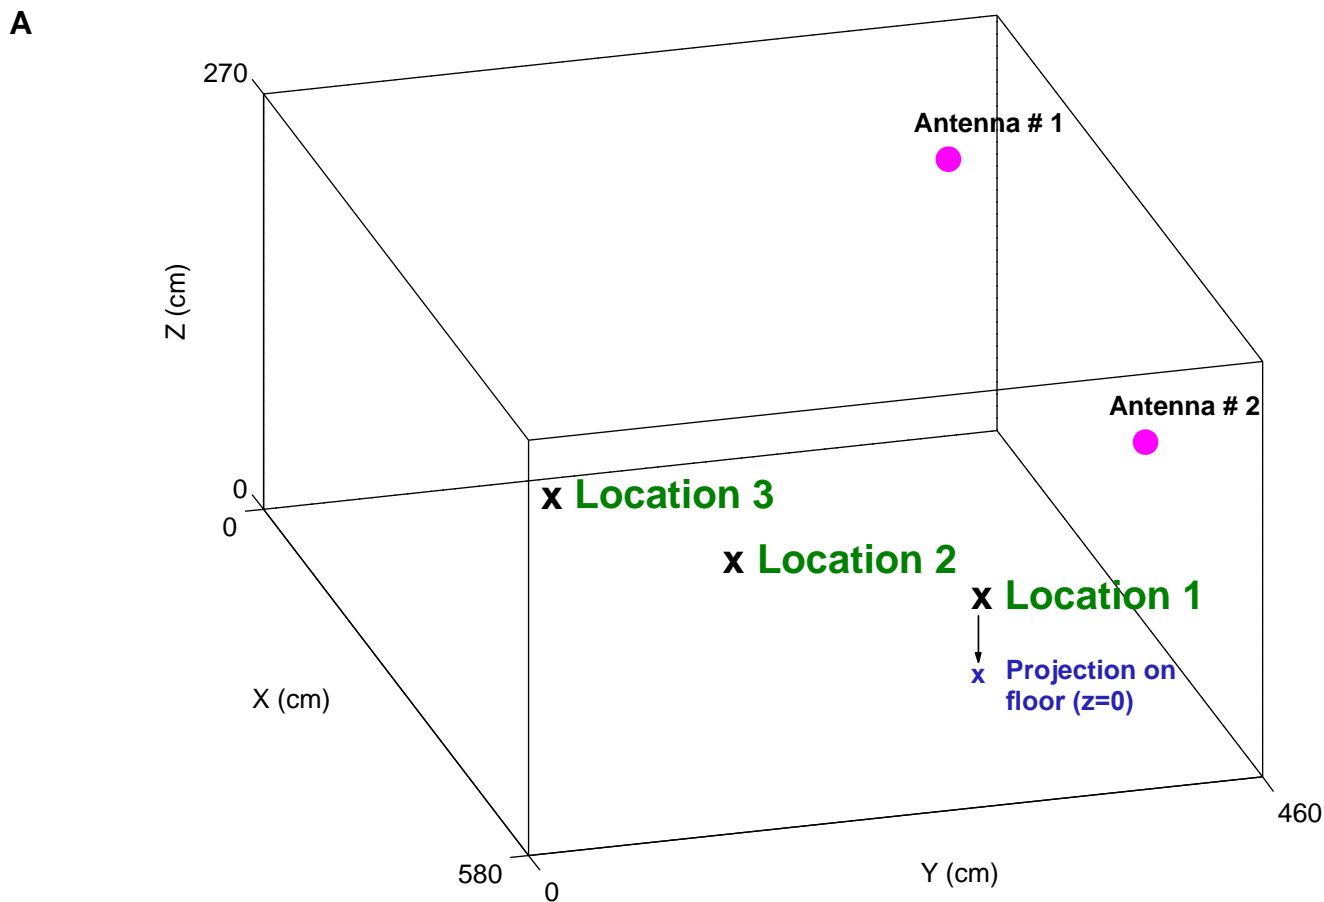 A
270
Antenna # 1
Z (cm)
Antenna # 2
0
x Location 3
0
x Location 2
x Location 1
x Projection on
floor (z=0)
X (cm)
460
580
0
Y (cm)